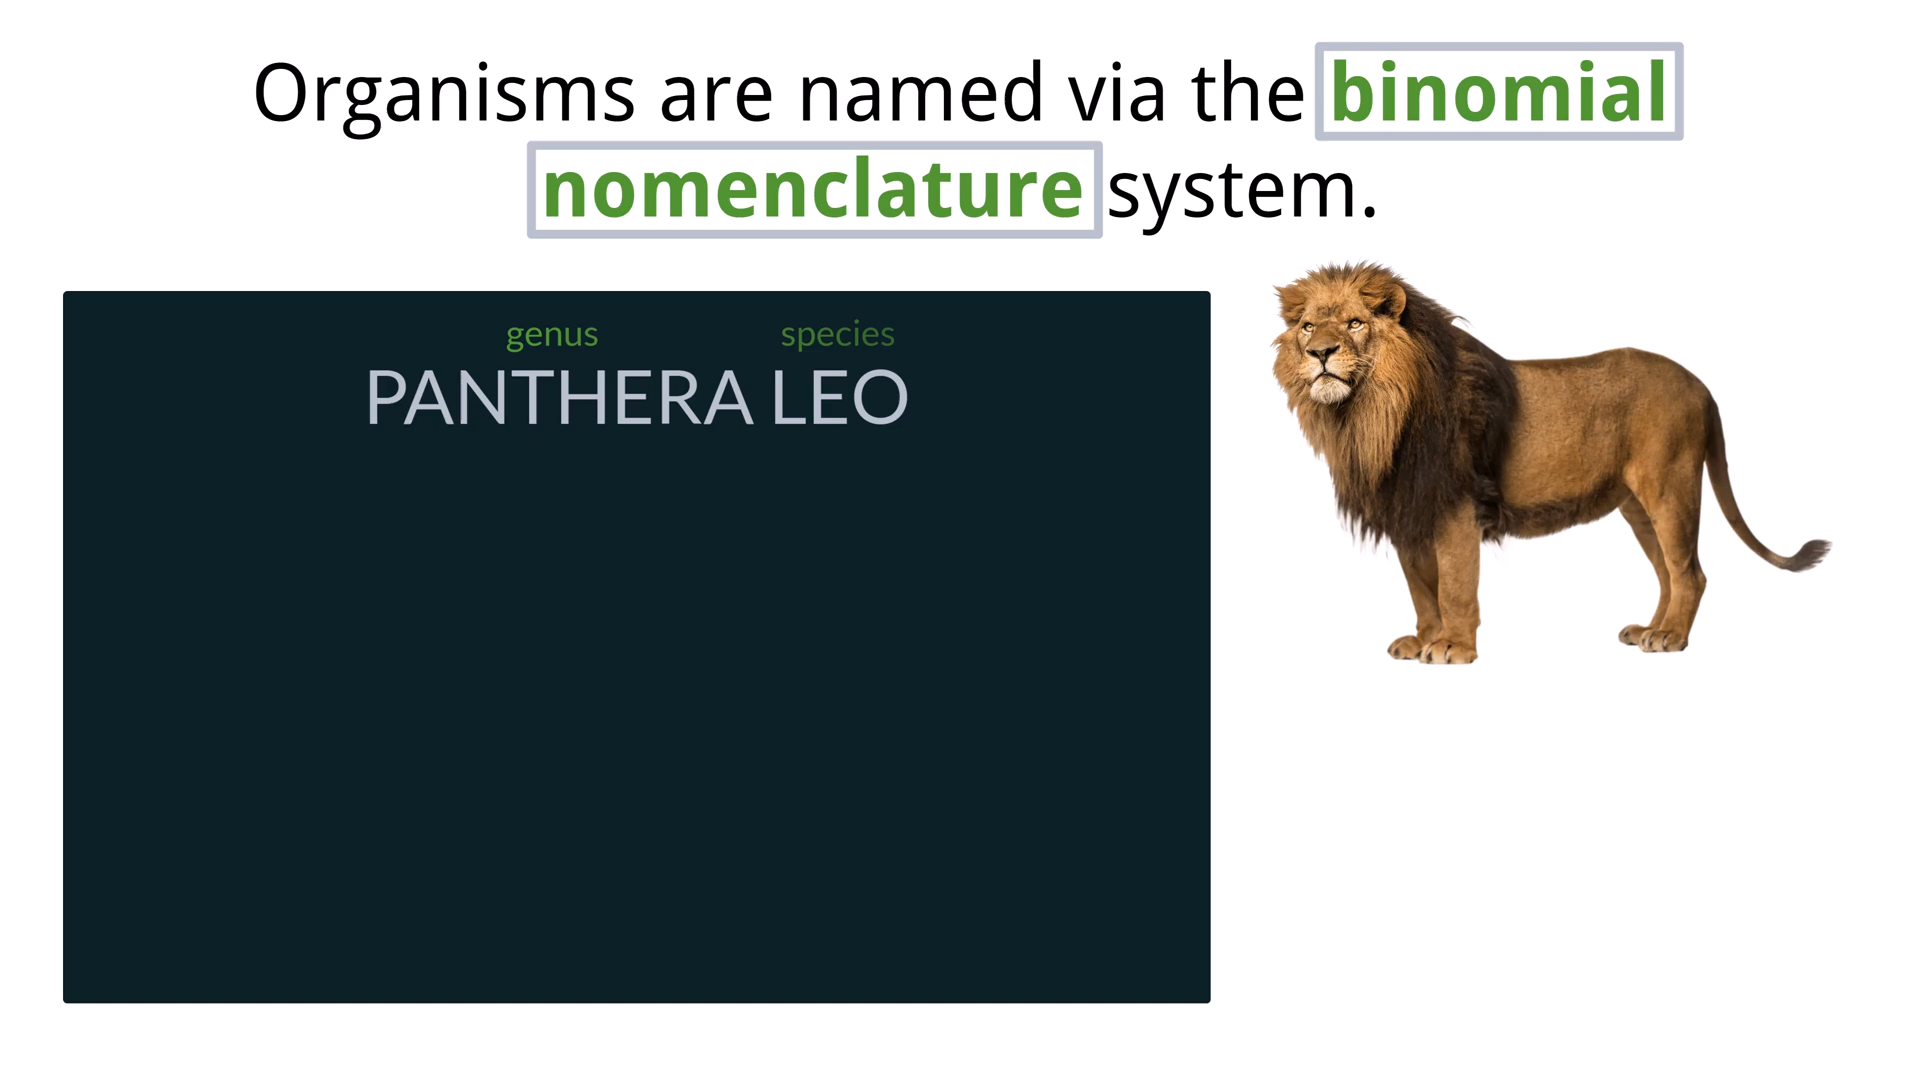 Organisms are named via the binomial
nomenclature system.
genus species
PANTHERA LEO